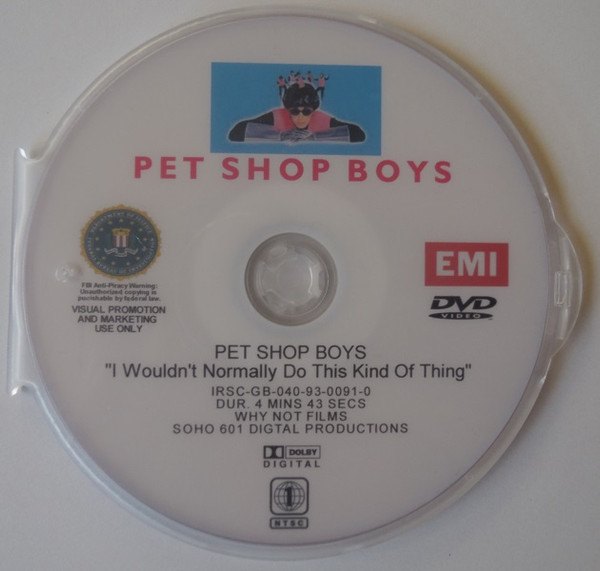 PET SHOP BOYS
FBI Anti-Piracy Warning:
Unauthorized copying is
punishable by federal law.
VISUAL PROMOTION
AND MARKETING
USE ONLY
EMI
DVD
VIDEO
PET SHOP BOYS
"I Wouldn't Normally Do This Kind Of Thing"
IRSC-GB-040-93-0091-0
DUR. 4 MINS 43 SECS
WHY NOT FILMS
SOHO 601 DIGTAL PRODUCTIONS
DOLBY
DIGITAL
1
NTSC